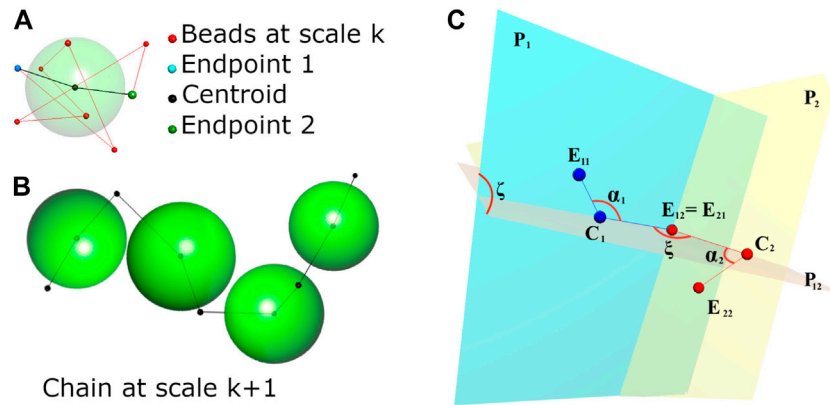 A
Beads at scale k
Endpoint 1
Centroid
Endpoint 2
B
Chain at scale k+1
C
P₁
P₂
E₁₁
α₁
ζ
E₁₂= E₂₁
C₁
ξ
C₂
α₂
P₁₂
E₂₂